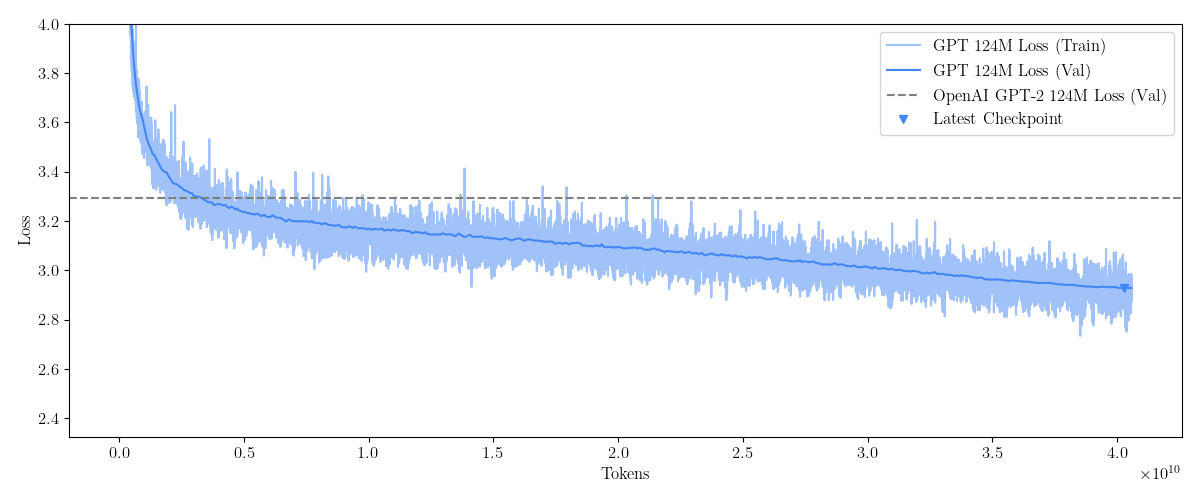 4.0
3.8
3.6
3.4
3.2
3.0
2.8
2.6
2.4
Loss
GPT 124M Loss (Train)
GPT 124M Loss (Val)
OpenAI GPT-2 124M Loss (Val)
Latest Checkpoint
0.0 0.5 1.0 1.5 2.0 2.5 3.0 3.5 4.0
Tokens
×10¹⁰